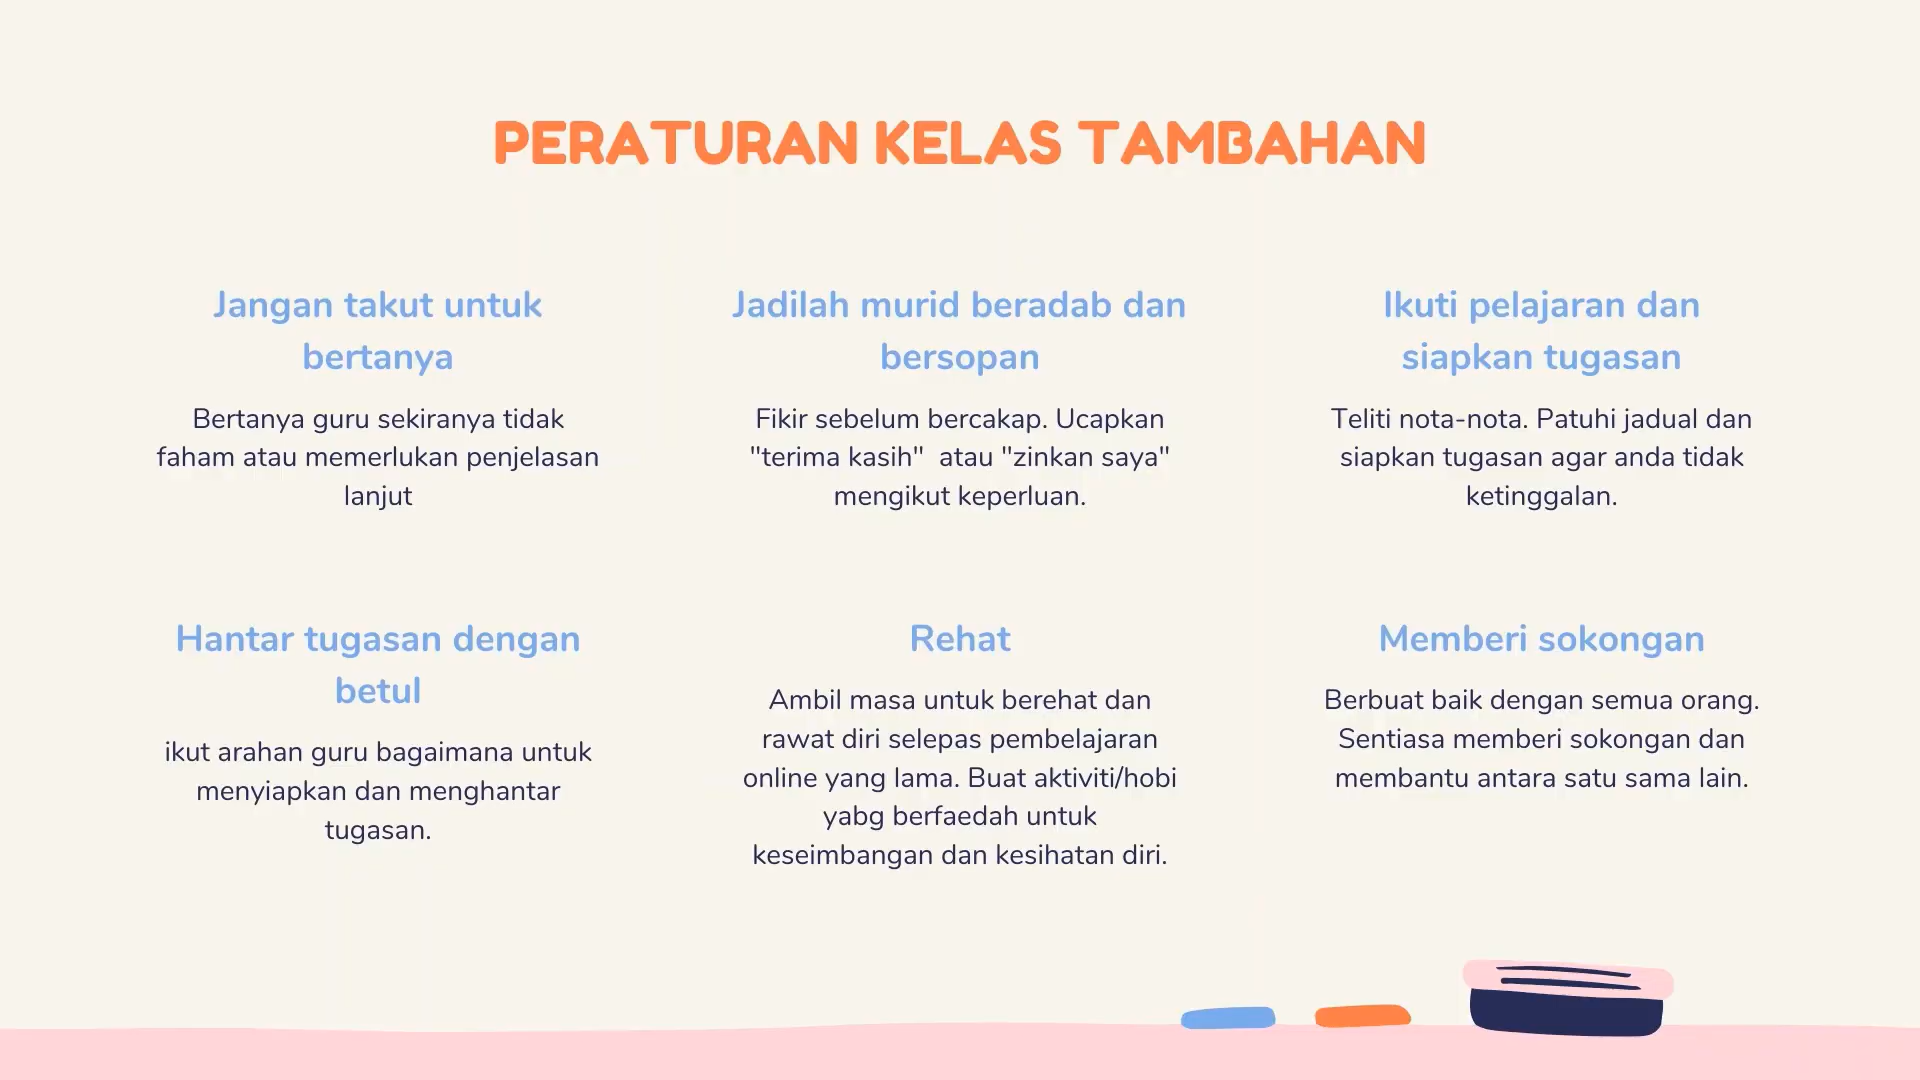 PERATURAN KELAS TAMBAHAN
Jangan takut untuk
bertanya
Bertanya guru sekiranya tidak
faham atau memerlukan penjelasan
lanjut
Jadilah murid beradab dan
bersopan
Fikir sebelum bercakap. Ucapkan
"terima kasih"  atau "zinkan saya"
mengikut keperluan.
Ikuti pelajaran dan
siapkan tugasan
Teliti nota-nota. Patuhi jadual dan
siapkan tugasan agar anda tidak
ketinggalan.
Hantar tugasan dengan
betul
ikut arahan guru bagaimana untuk
menyiapkan dan menghantar
tugasan.
Rehat
Ambil masa untuk berehat dan
rawat diri selepas pembelajaran
online yang lama. Buat aktiviti/hobi
yabg berfaedah untuk
keseimbangan dan kesihatan diri.
Memberi sokongan
Berbuat baik dengan semua orang.
Sentiasa memberi sokongan dan
membantu antara satu sama lain.